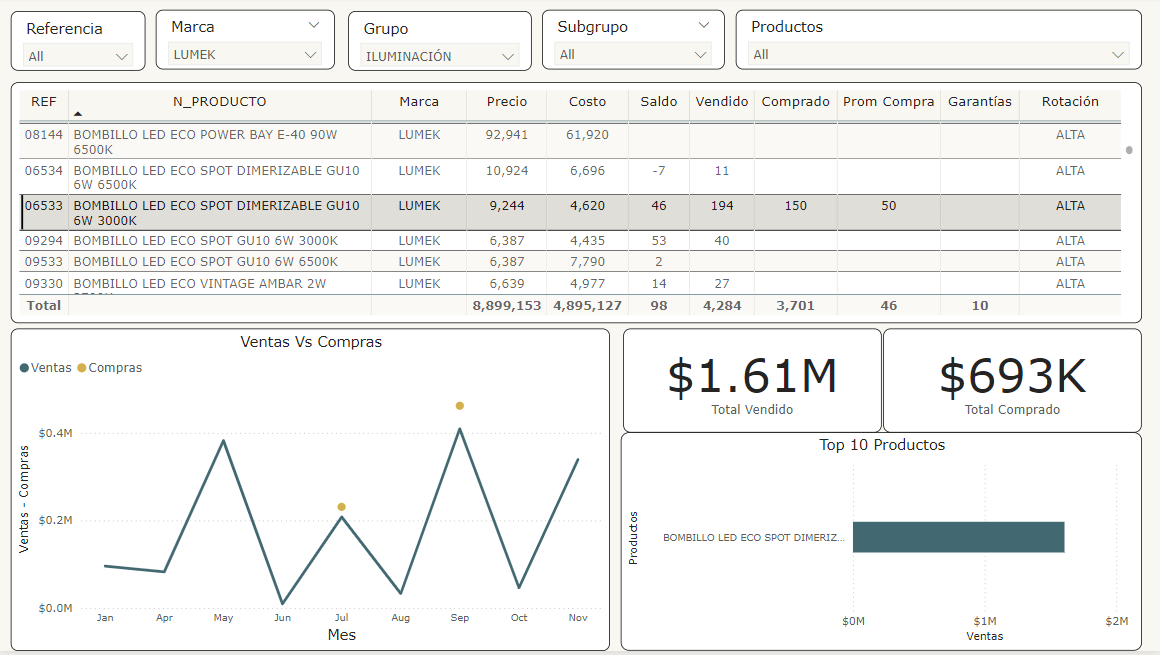 Referencia
All
Marca
LUMEK
Grupo
ILUMINACIÓN
Subgrupo
All
Productos
All
REF N_PRODUCTO Marca Precio Costo Saldo Vendido Comprado Prom Compra Garantías Rotación
08144 BOMBILLO LED ECO POWER BAY E-40 90W LUMEK 92,941 61,920 ALTA
6500K
06534 BOMBILLO LED ECO SPOT DIMERIZABLE GU10 LUMEK 10,924 6,696 -7 11 ALTA
6W 6500K
06533 BOMBILLO LED ECO SPOT DIMERIZABLE GU10 LUMEK 9,244 4,620 46 194 150 50 ALTA
6W 3000K
09294 BOMBILLO LED ECO SPOT GU10 6W 3000K LUMEK 6,387 4,435 53 40 ALTA
09533 BOMBILLO LED ECO SPOT GU10 6W 6500K LUMEK 6,387 7,790 2 ALTA
09330 BOMBILLO LED ECO VINTAGE AMBAR 2W LUMEK 6,639 4,977 14 27 ALTA
Total 8,899,153 4,895,127 98 4,284 3,701 46 10
Ventas Vs Compras
Ventas Compras
$0.4M
$0.2M
$0.0M
Ventas - Compras
Jan Apr May Jun Jul Aug Sep Oct Nov
Mes
$1.61M
Total Vendido
$693K
Total Comprado
Top 10 Productos
Productos
BOMBILLO LED ECO SPOT DIMERIZ...
$0M $1M $2M
Ventas